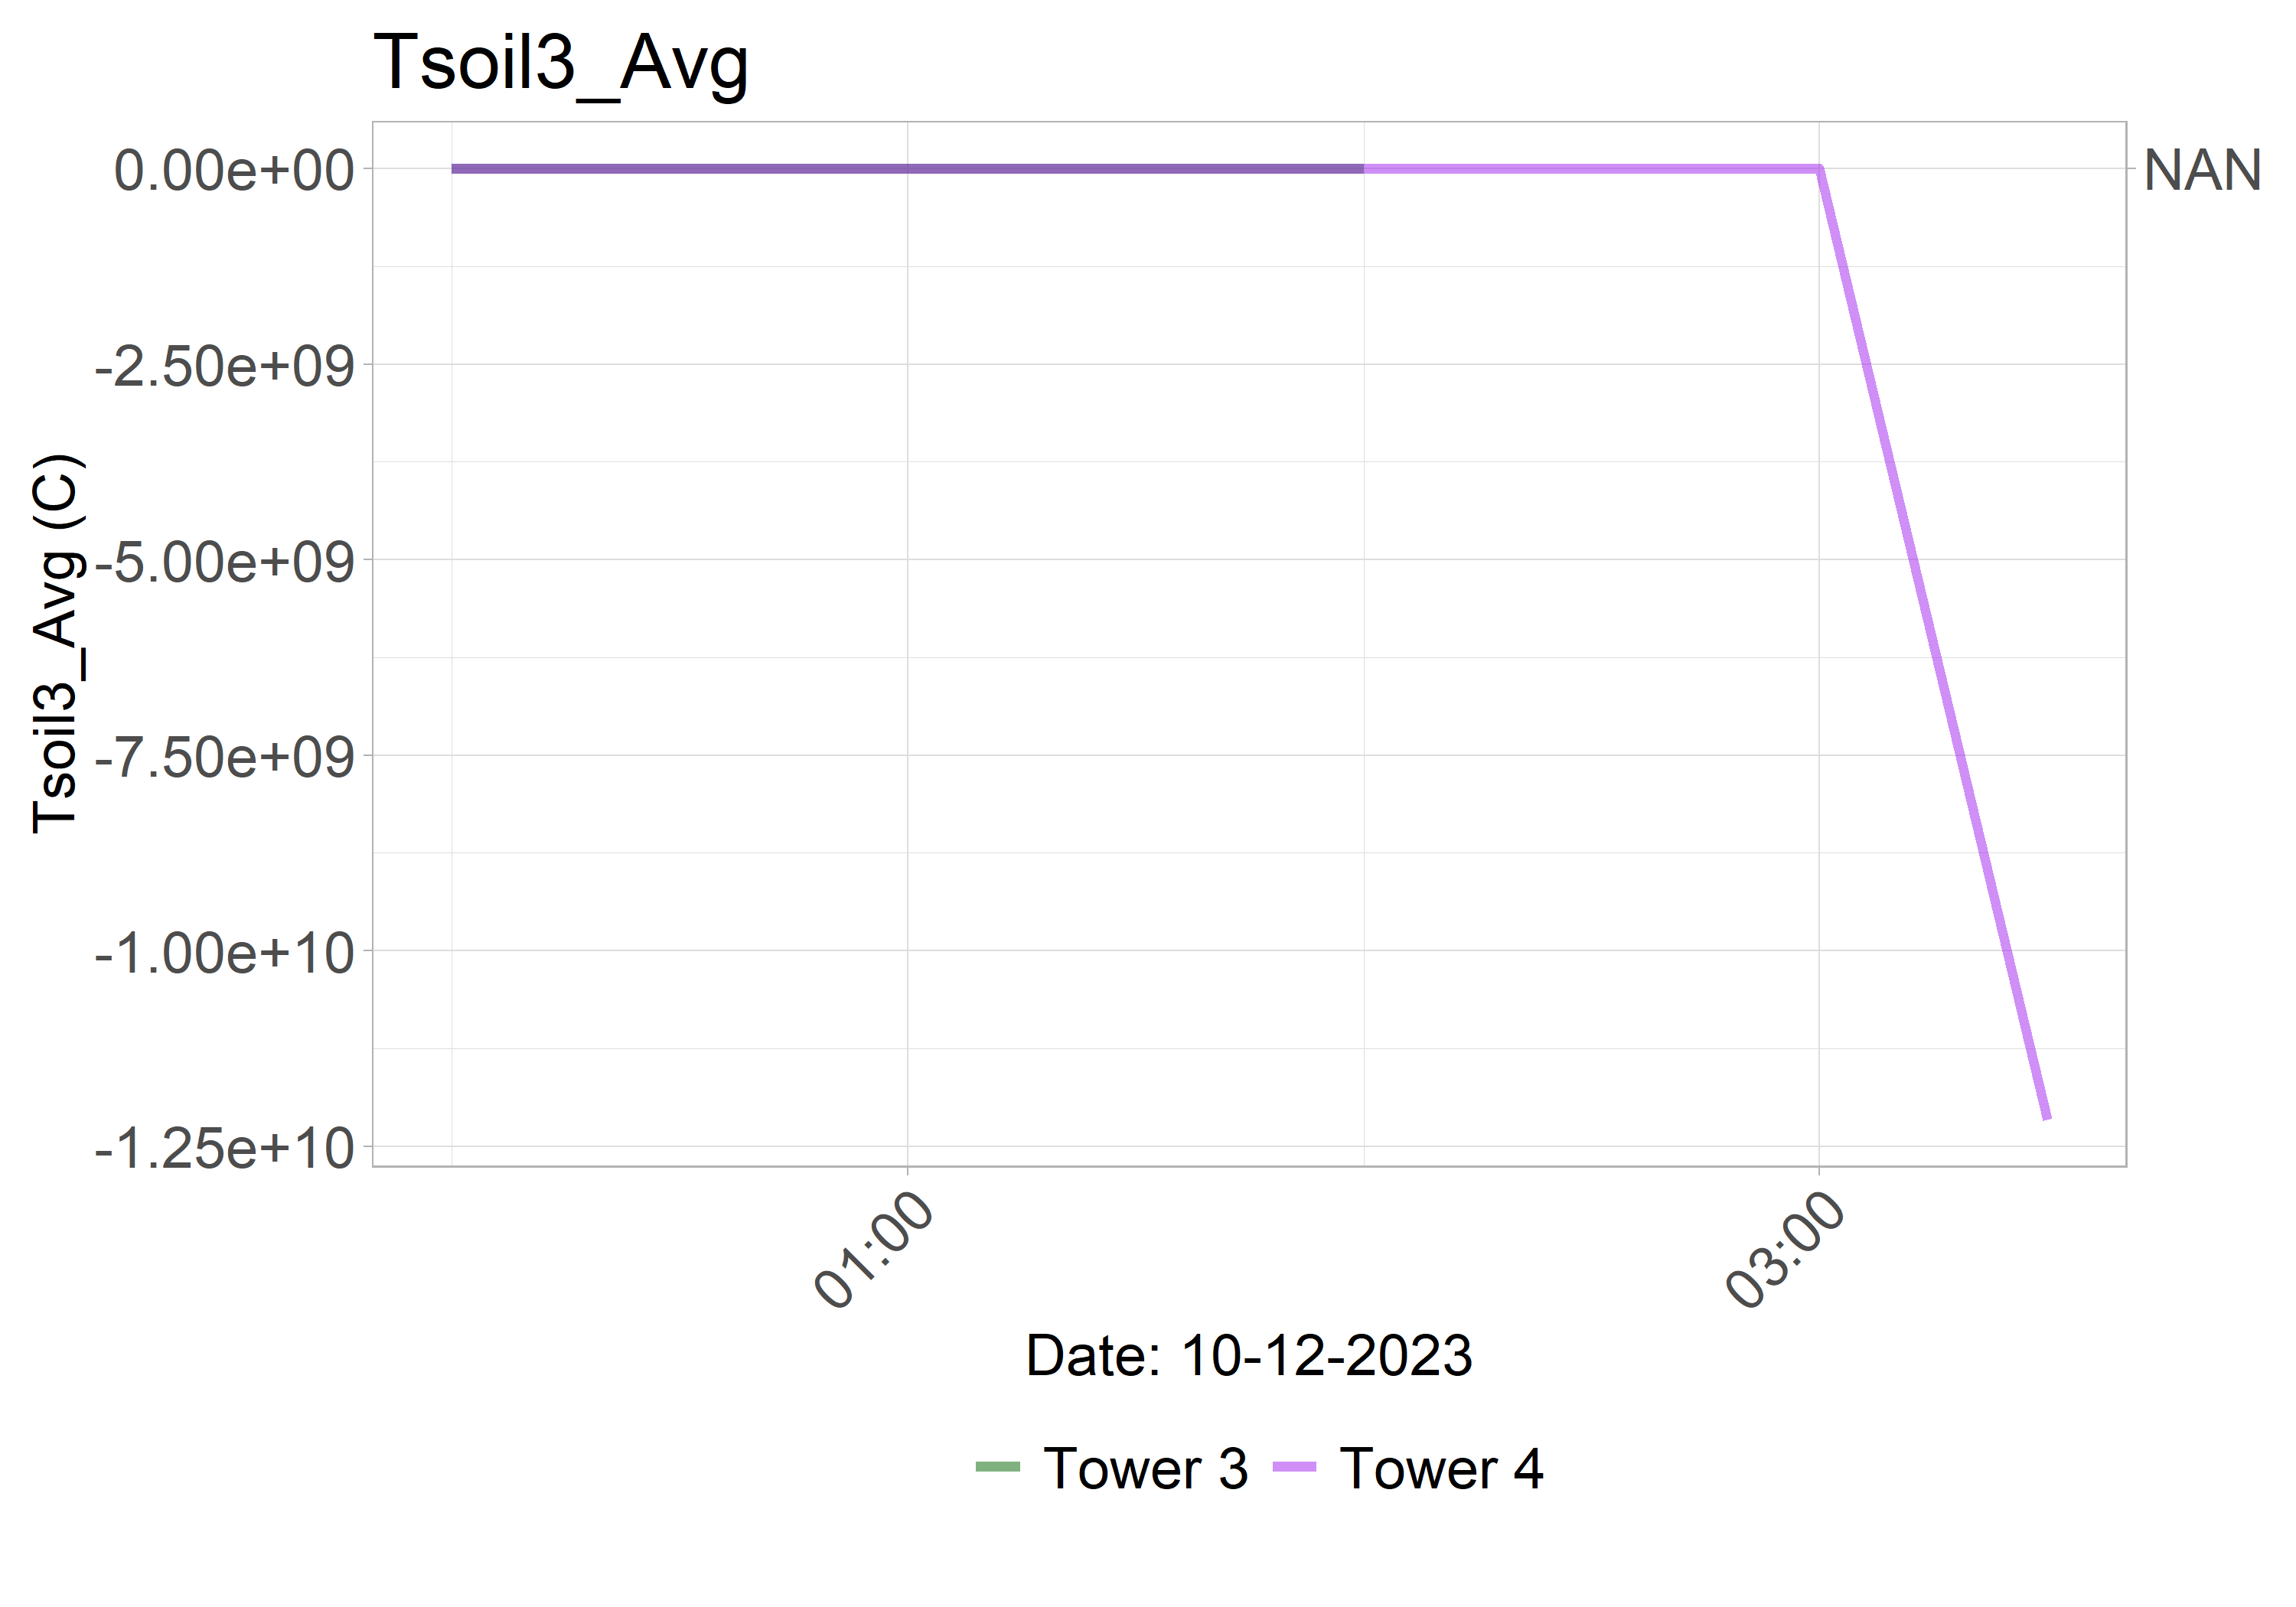 Tsoil3_Avg
0.00e+00
NAN
-2.50e+09
-5.00e+09
-7.50e+09
-1.00e+10
-1.25e+10
Tsoil3_Avg (C)
01:00
03:00
Date: 10-12-2023
Tower 3
Tower 4